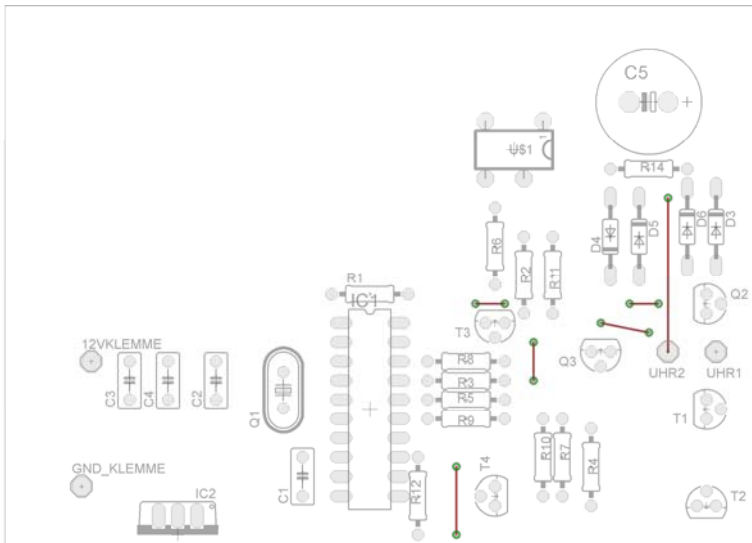 C5
1
U$1
R14
D4
D5
D6
D3
R6
R2
R11
R1
IC1
Q2
T3
12VKLEMME
Q3
UHR2
UHR1
C3
C4
C2
Q1
R8
R3
R5
R9
T1
GND_KLEMME
C1
IC2
R12
T4
R10
R7
R4
T2